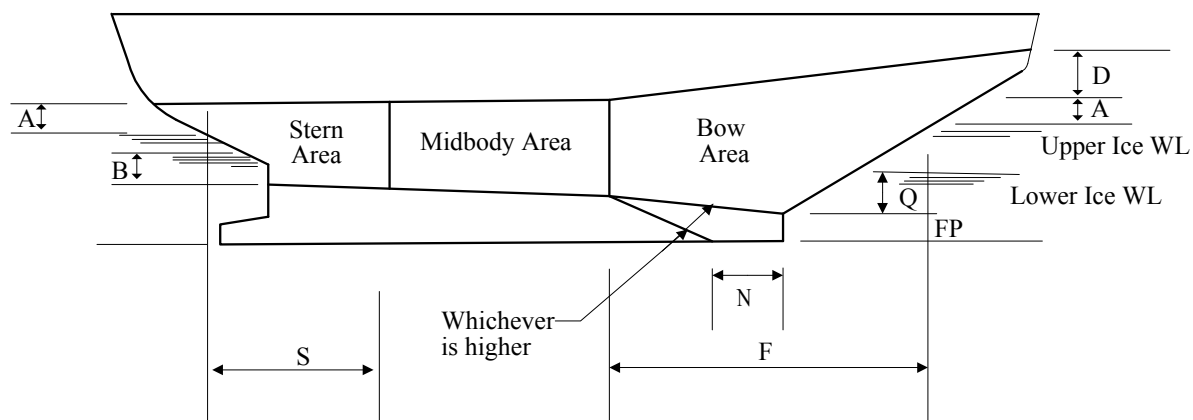 D
A
A
Stern
Area
Midbody Area
Bow
Area
Upper Ice WL
B
Q
Lower Ice WL
FP
N
Whichever
is higher
S
F